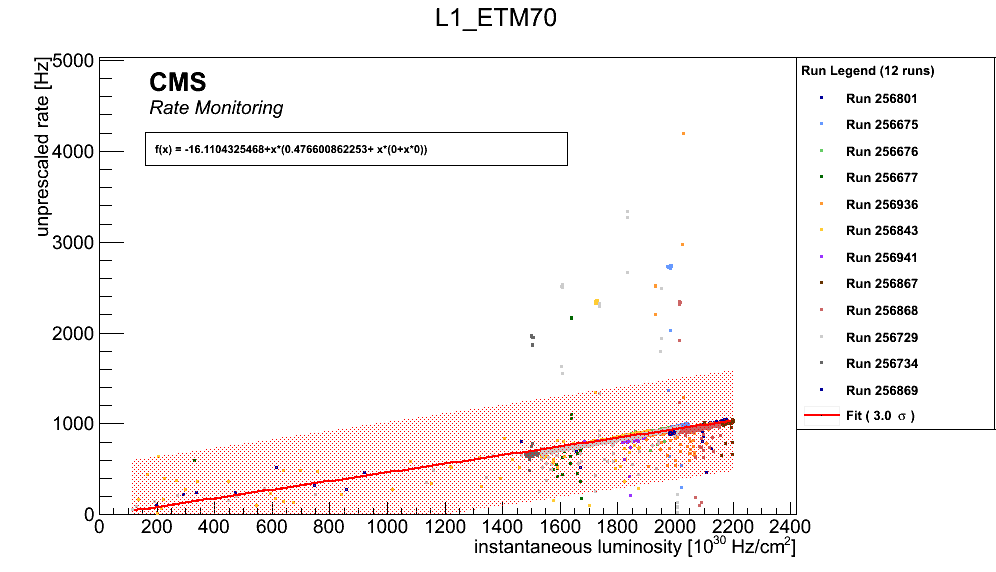 L1_ETM70
unprescaled rate [Hz]
5000
4000
3000
2000
1000
0
CMS
Rate Monitoring
f(x) = -16.1104325468+x*(0.476600862253+ x*(0+x*0))
0 200 400 600 800 1000 1200 1400 1600 1800 2000 2200 2400
instantaneous luminosity [10^30 Hz/cm^2]
Run Legend (12 runs)
Run 256801
Run 256675
Run 256676
Run 256677
Run 256936
Run 256843
Run 256941
Run 256867
Run 256868
Run 256729
Run 256734
Run 256869
Fit ( 3.0 σ )